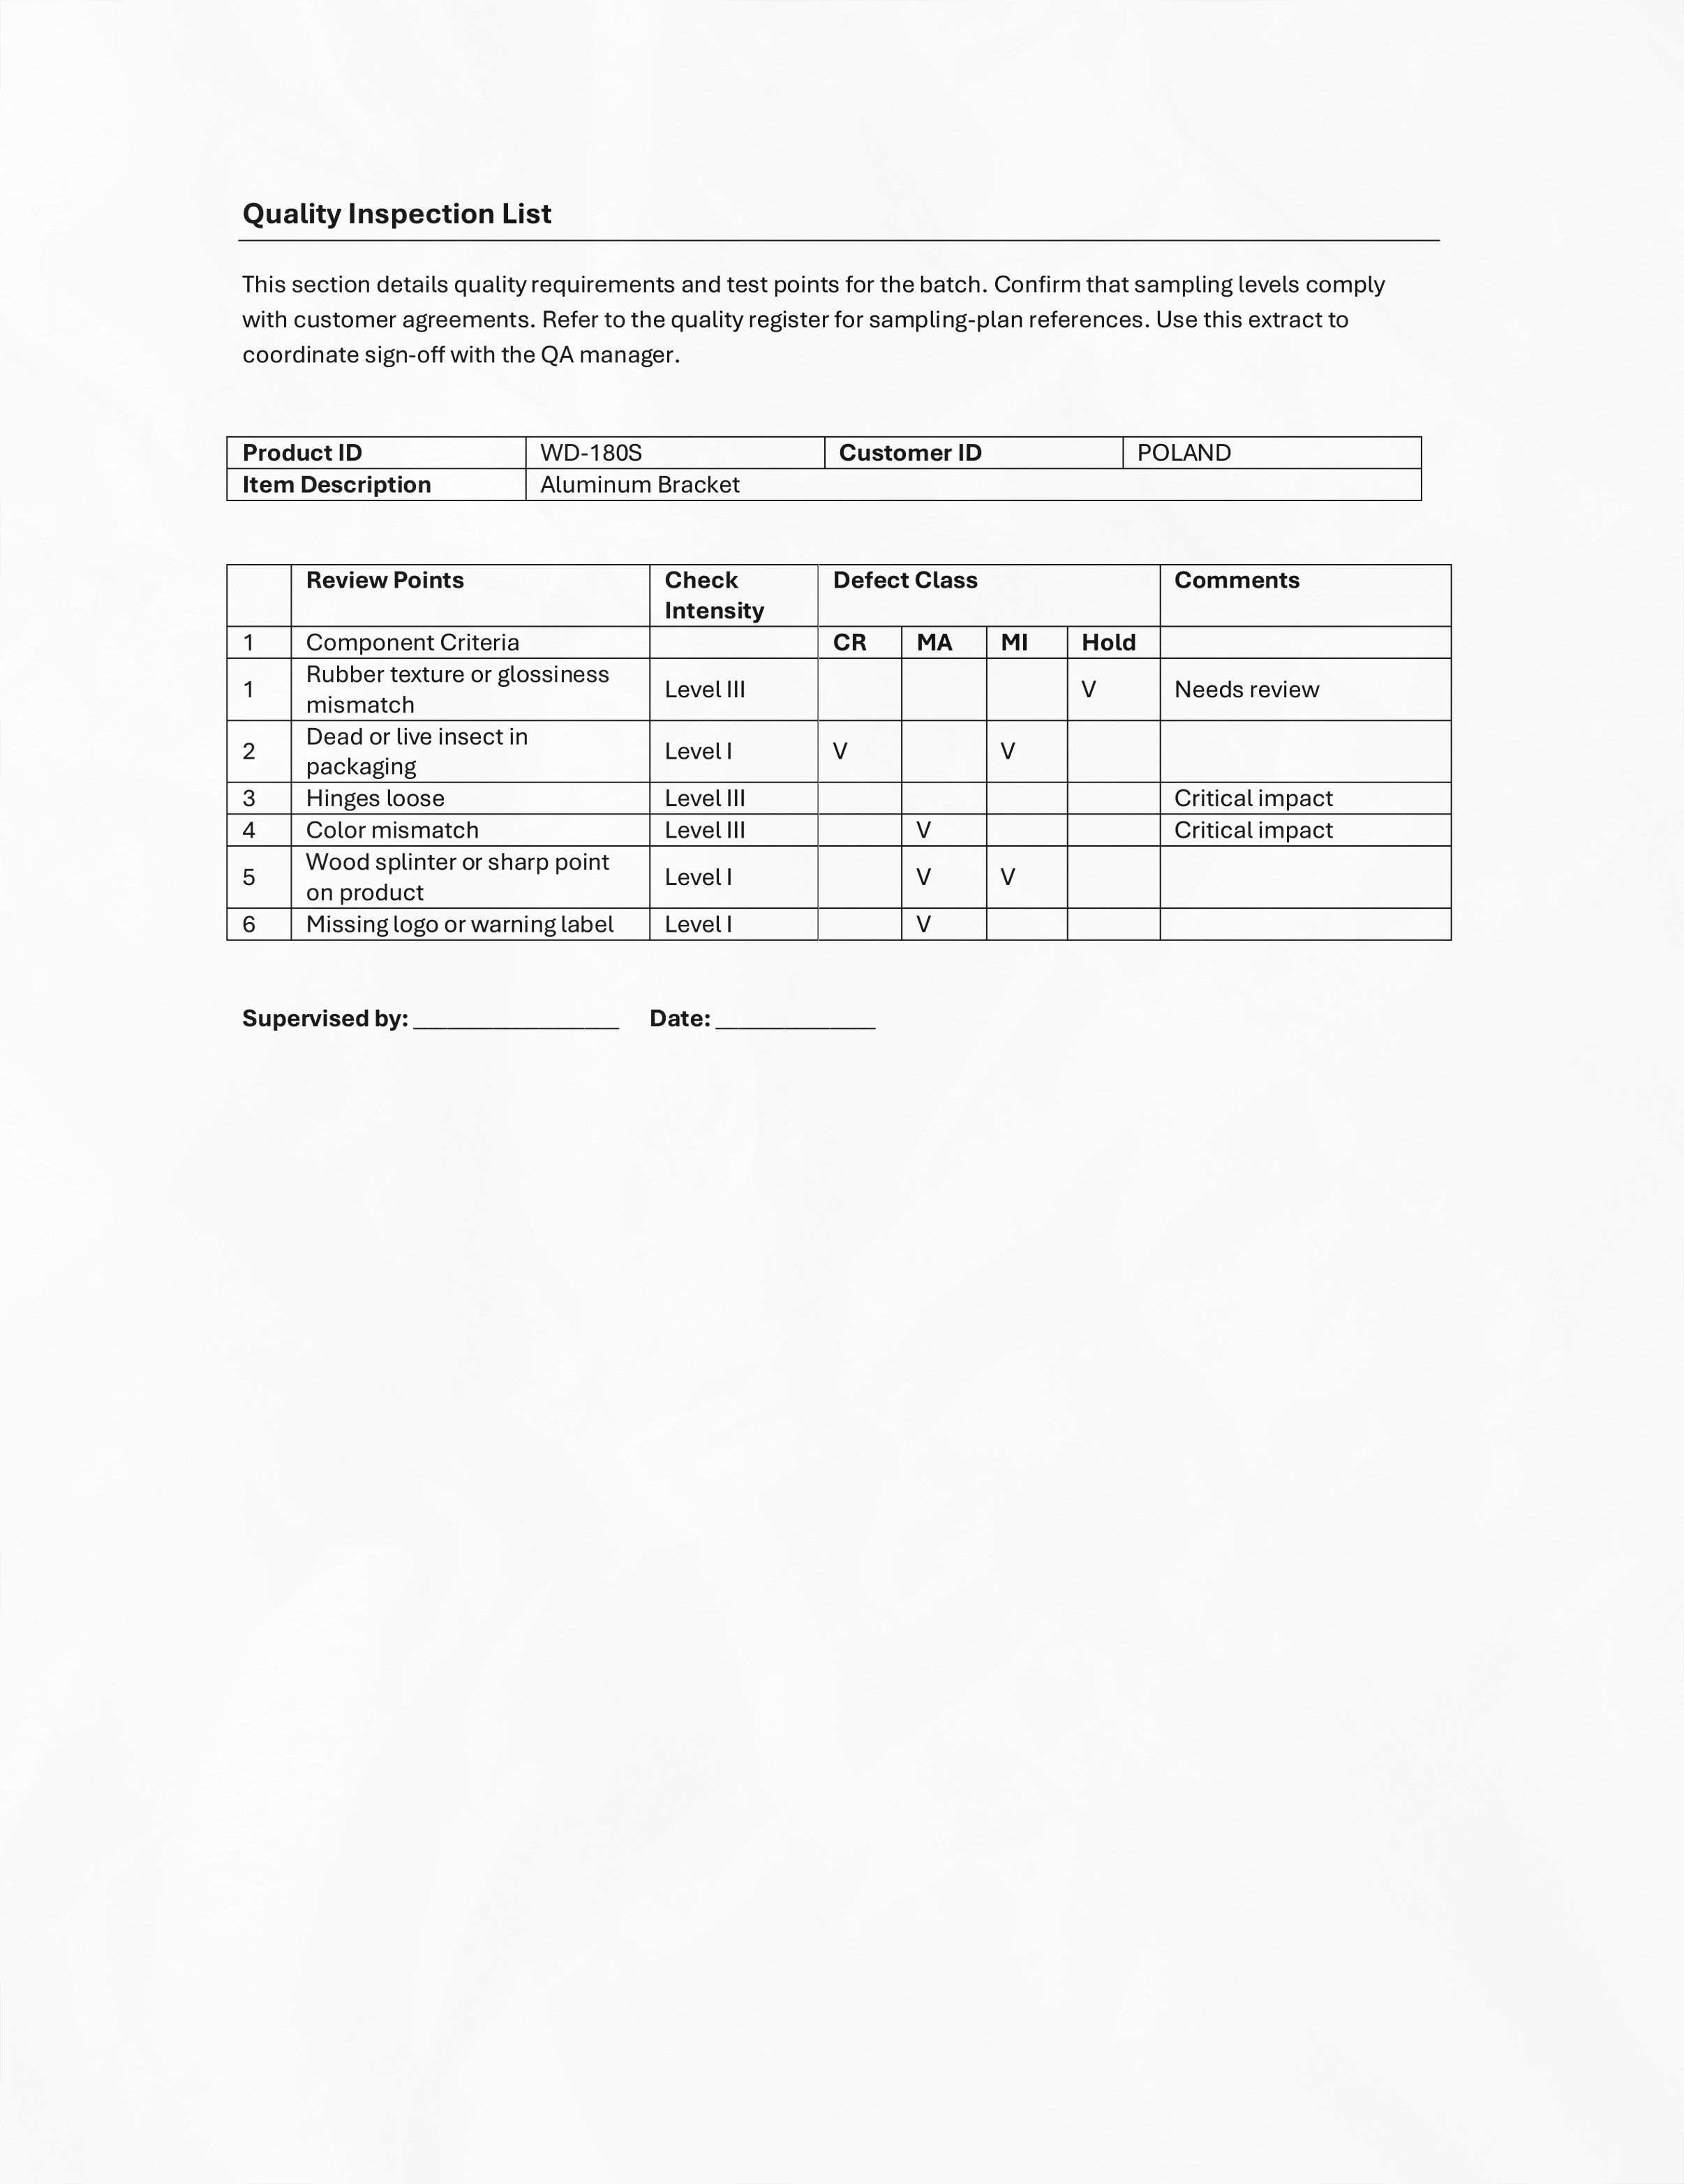 Quality Inspection List
This section details quality requirements and test points for the batch. Confirm that sampling levels comply
with customer agreements. Refer to the quality register for sampling-plan references. Use this extract to
coordinate sign-off with the QA manager.
Product ID WD-180S Customer ID POLAND
Item Description Aluminum Bracket
Review Points Check Defect Class Comments
Intensity
1 Component Criteria CR MA MI Hold
Rubber texture or glossiness
1 Level III V Needs review
mismatch
Dead or live insect in
2 Level I V V
packaging
3 Hinges loose Level III Critical impact
4 Color mismatch Level III V Critical impact
Wood splinter or sharp point
5 Level I V V
on product
6 Missing logo or warning label Level I V
Supervised by: __________________ Date: ______________